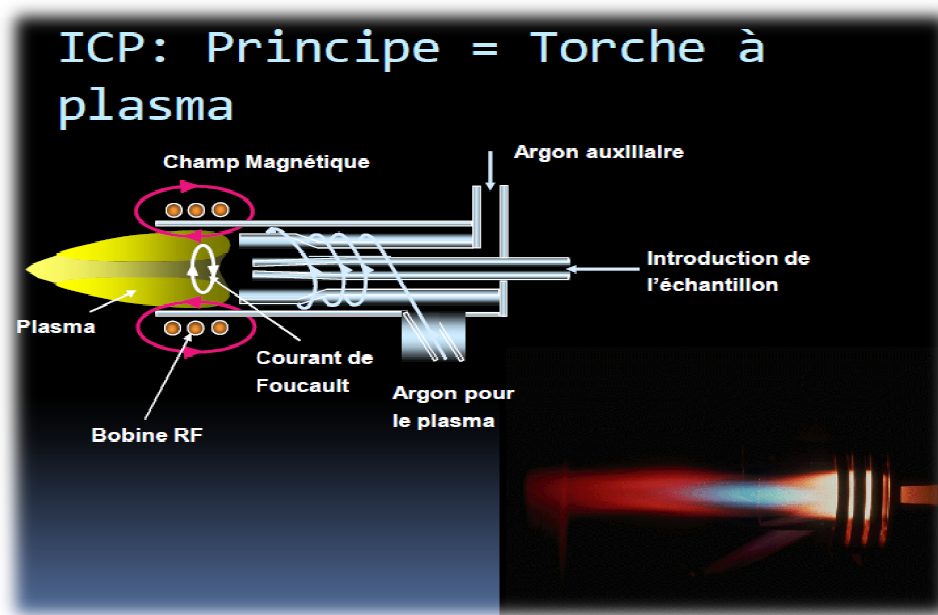 ICP: Principe = Torche à
plasma
Champ Magnétique
Argon auxiliaire
Introduction de
l'échantillon
Plasma
Courant de
Foucault
Argon pour
le plasma
Bobine RF